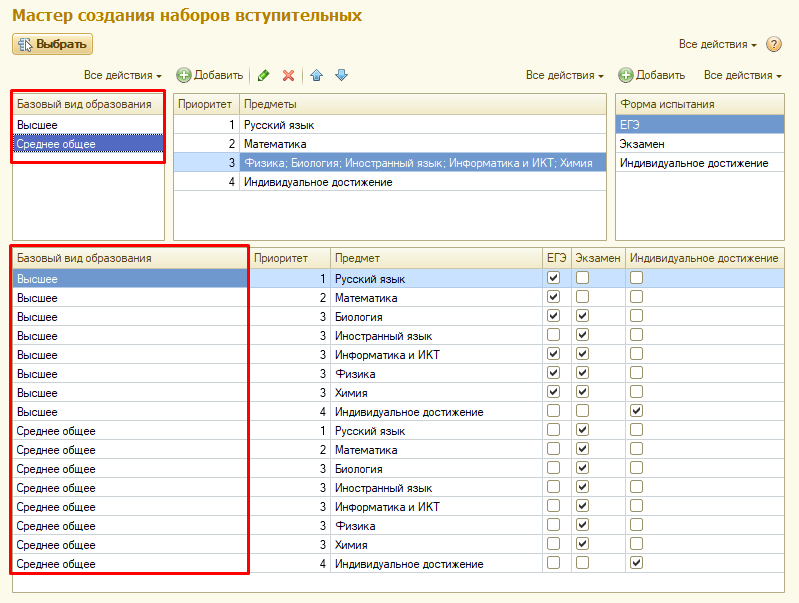 Мастер создания наборов вступительных
Выбрать
Все действия
?
Все действия
Добавить
Все действия
Добавить
Все действия
Базовый вид образования
Высшее
Среднее общее
Приоритет Предметы
1 Русский язык
2 Математика
3 Физика; Биология; Иностранный язык; Информатика и ИКТ; Химия
4 Индивидуальное достижение
Форма испытания
ЕГЭ
Экзамен
Индивидуальное достижение
Базовый вид образования Приоритет Предмет ЕГЭ Экзамен Индивидуальное достижение
Высшее 1 Русский язык
Высшее 2 Математика
Высшее 3 Биология
Высшее 3 Иностранный язык
Высшее 3 Информатика и ИКТ
Высшее 3 Физика
Высшее 3 Химия
Высшее 4 Индивидуальное достижение
Среднее общее 1 Русский язык
Среднее общее 2 Математика
Среднее общее 3 Биология
Среднее общее 3 Иностранный язык
Среднее общее 3 Информатика и ИКТ
Среднее общее 3 Физика
Среднее общее 3 Химия
Среднее общее 4 Индивидуальное достижение